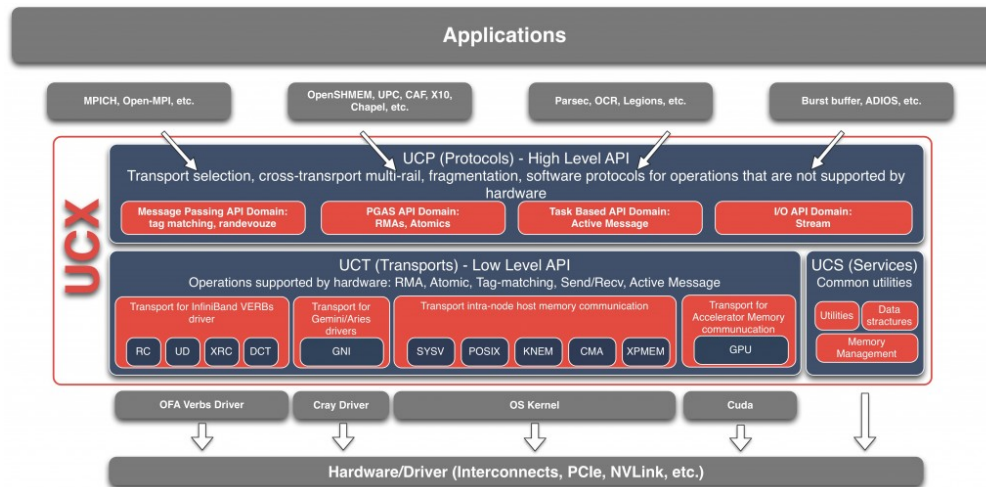 Applications
MPICH, Open-MPI, etc.
OpenSHMEM, UPC, CAF, X10,
Chapel, etc.
Parsec, OCR, Legions, etc.
Burst buffer, ADIOS, etc.
UCX
UCP (Protocols) - High Level API
Transport selection, cross-transrport multi-rail, fragmentation, software protocols for operations that are not supported by
hardware
Message Passing API Domain:
tag matching, randevouze
PGAS API Domain:
RMAs, Atomics
Task Based API Domain:
Active Message
I/O API Domain:
Stream
UCT (Transports) - Low Level API
Operations supported by hardware: RMA, Atomic, Tag-matching, Send/Recv, Active Message
Transport for InfiniBand VERBs
driver
RC
UD
XRC
DCT
Transport for
Gemini/Aries
drivers
GNI
Transport intra-node host memory communication
SYSV
POSIX
KNEM
CMA
XPMEM
Transport for
Accelerator Memory
communucation
GPU
UCS (Services)
Common utilities
Utilities
Data
stractures
Memory
Management
OFA Verbs Driver
Cray Driver
OS Kernel
Cuda
Hardware/Driver (Interconnects, PCIe, NVLink, etc.)